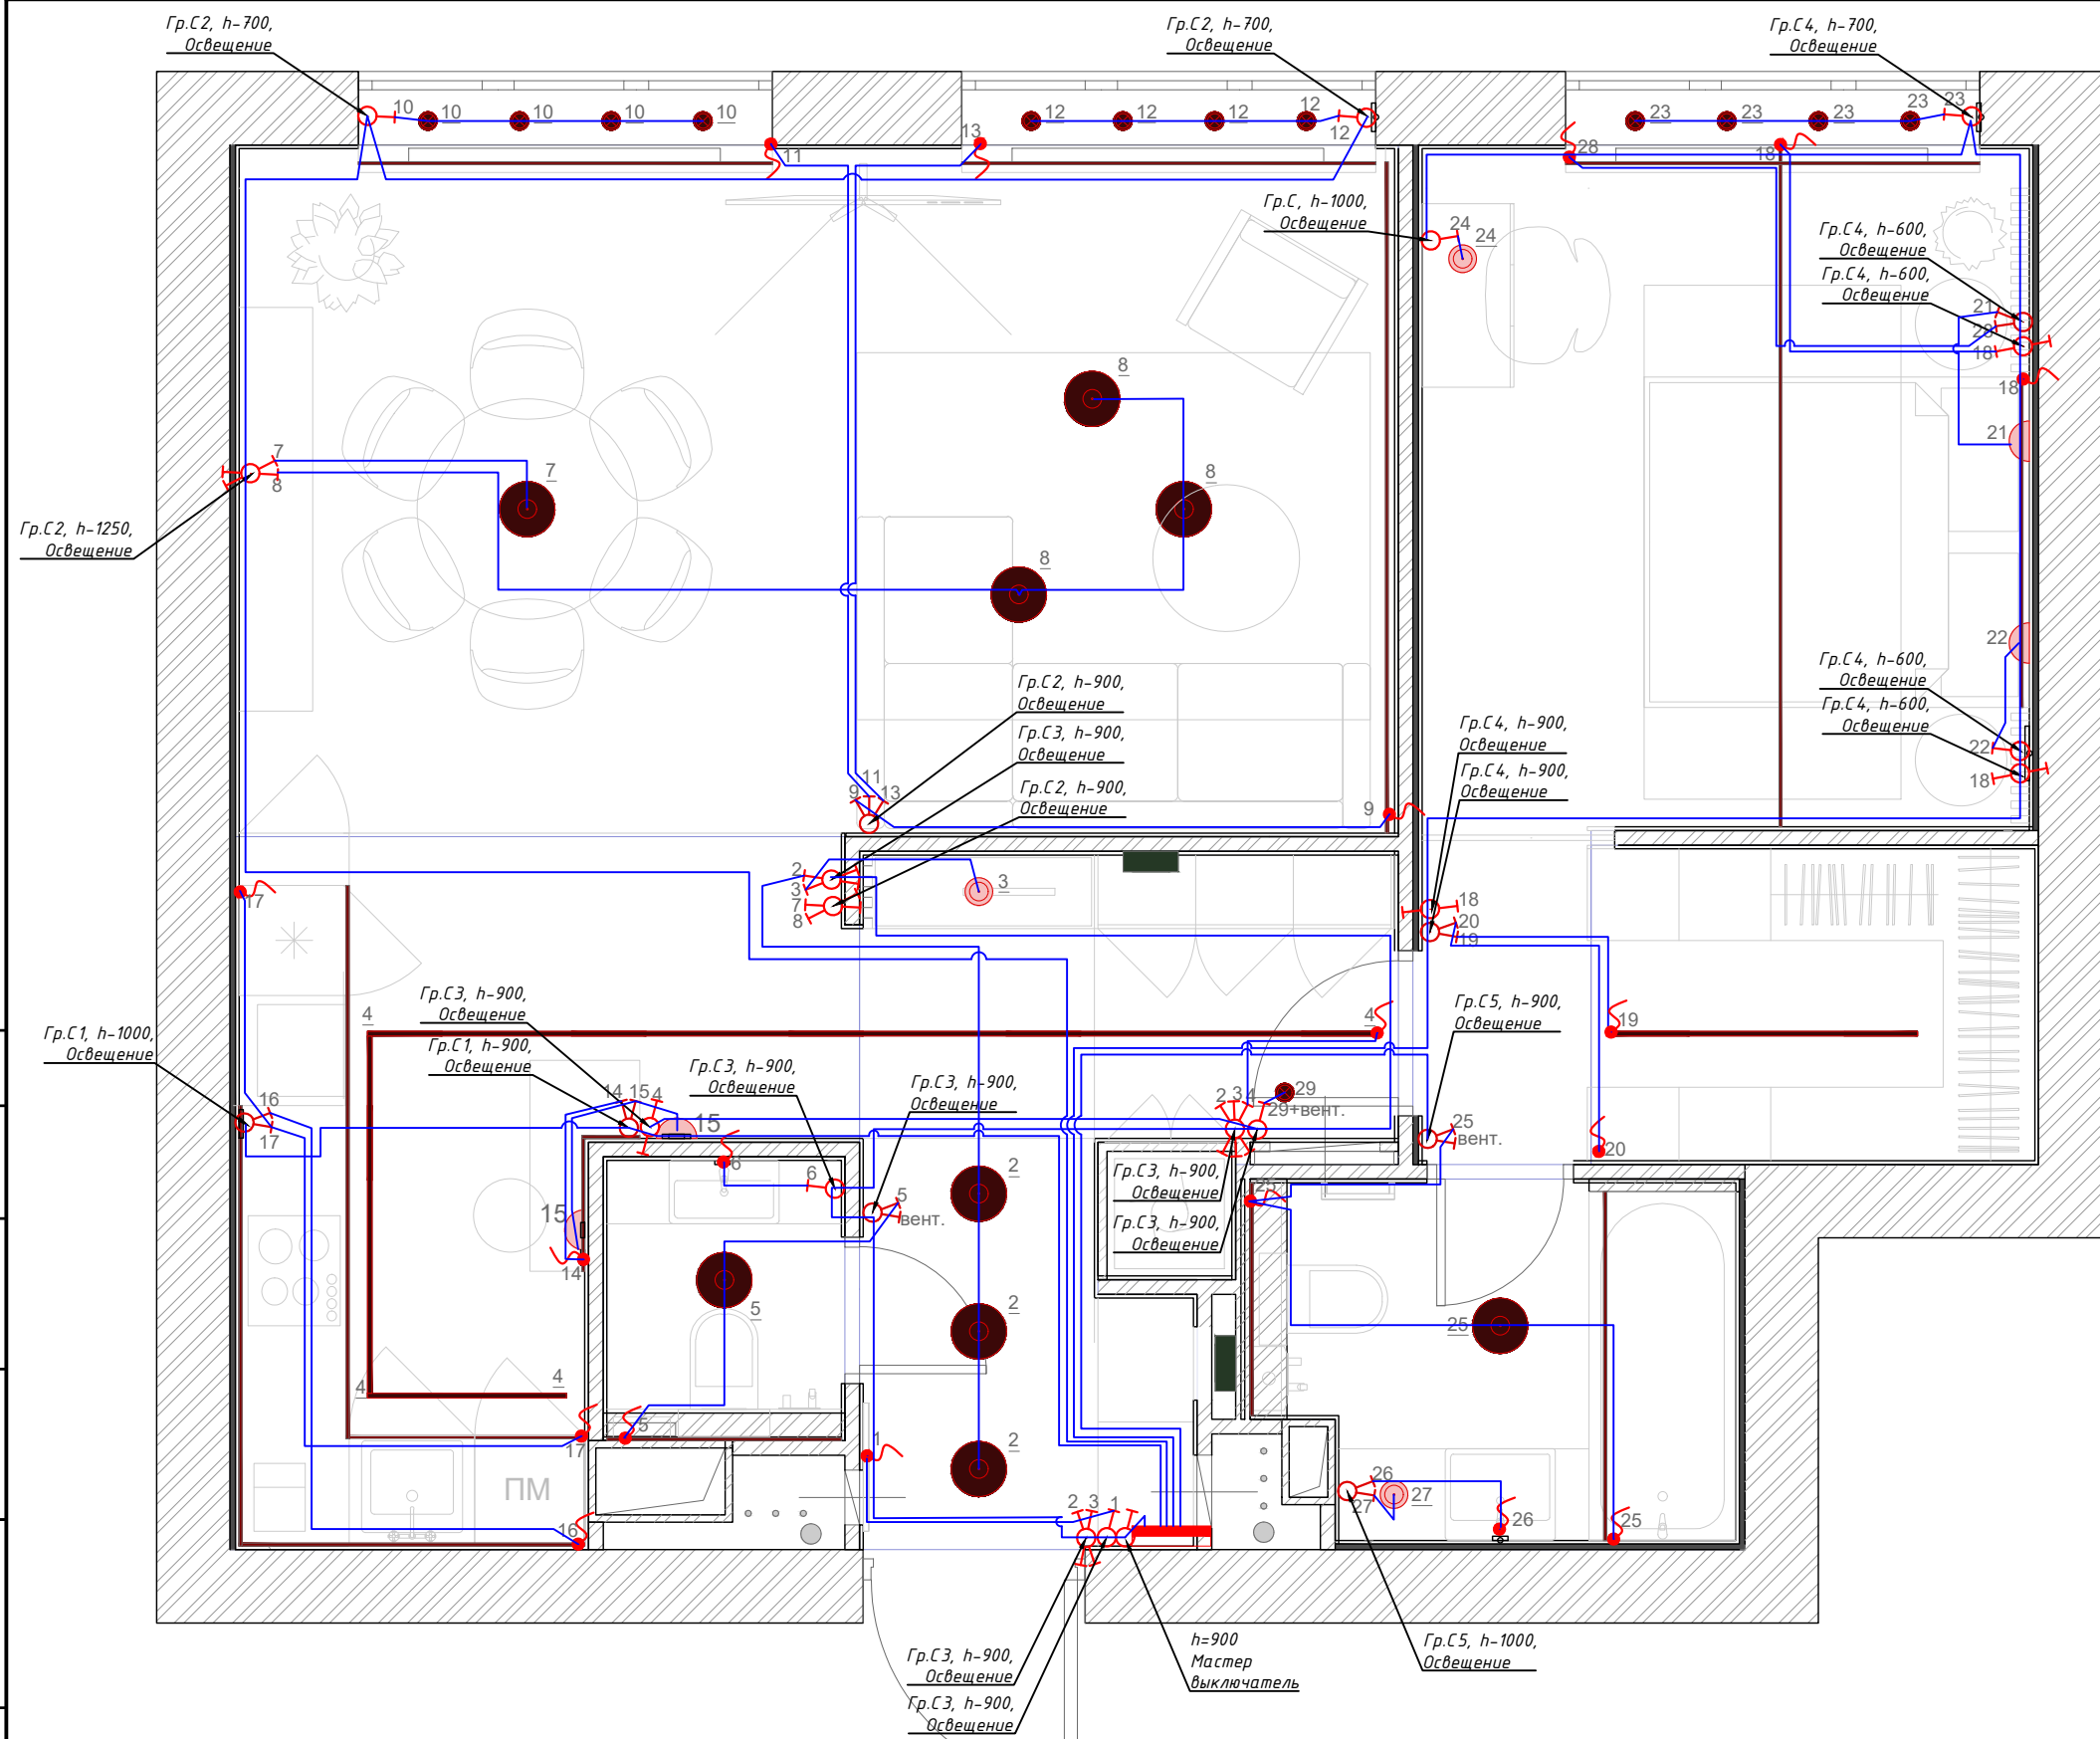 Гр.С2, h-700,
Освещение
Гр.С2, h-700,
Освещение
Гр.С4, h-700,
Освещение
10
10
10
10
10
12
12
12
12
12
23
23
23
23
23
11
13
28
18
Гр.С, h-1000,
Освещение
24
24
Гр.С4, h-600,
Освещение
Гр.С4, h-600,
Освещение
21
28
18
18
21
8
7
8
7
8
8
Гр.С2, h-1250,
Освещение
22
Гр.С4, h-600,
Освещение
Гр.С4, h-600,
Освещение
22
18
Гр.С2, h-900,
Освещение
Гр.С3, h-900,
Освещение
Гр.С2, h-900,
Освещение
Гр.С4, h-900,
Освещение
Гр.С4, h-900,
Освещение
11
9
13
9
2
3
7
8
3
17
18
20
19
Гр.С3, h-900,
Освещение
4
4
19
Гр.С5, h-900,
Освещение
Гр.С1, h-1000,
Освещение
Гр.С1, h-900,
Освещение
Гр.С3, h-900,
Освещение
Гр.С3, h-900,
Освещение
16
17
14
15
4
15
2
3
4
29
29+вент.
25
вент.
20
6
6
5
вент.
2
Гр.С3, h-900,
Освещение
Гр.С3, h-900,
Освещение
25
15
14
5
2
25
4
4
17
5
1
2
ПМ
16
2
3
1
26
27
27
26
25
h=900
Мастер
выключатель
Гр.С3, h-900,
Освещение
Гр.С3, h-900,
Освещение
Гр.С5, h-1000,
Освещение